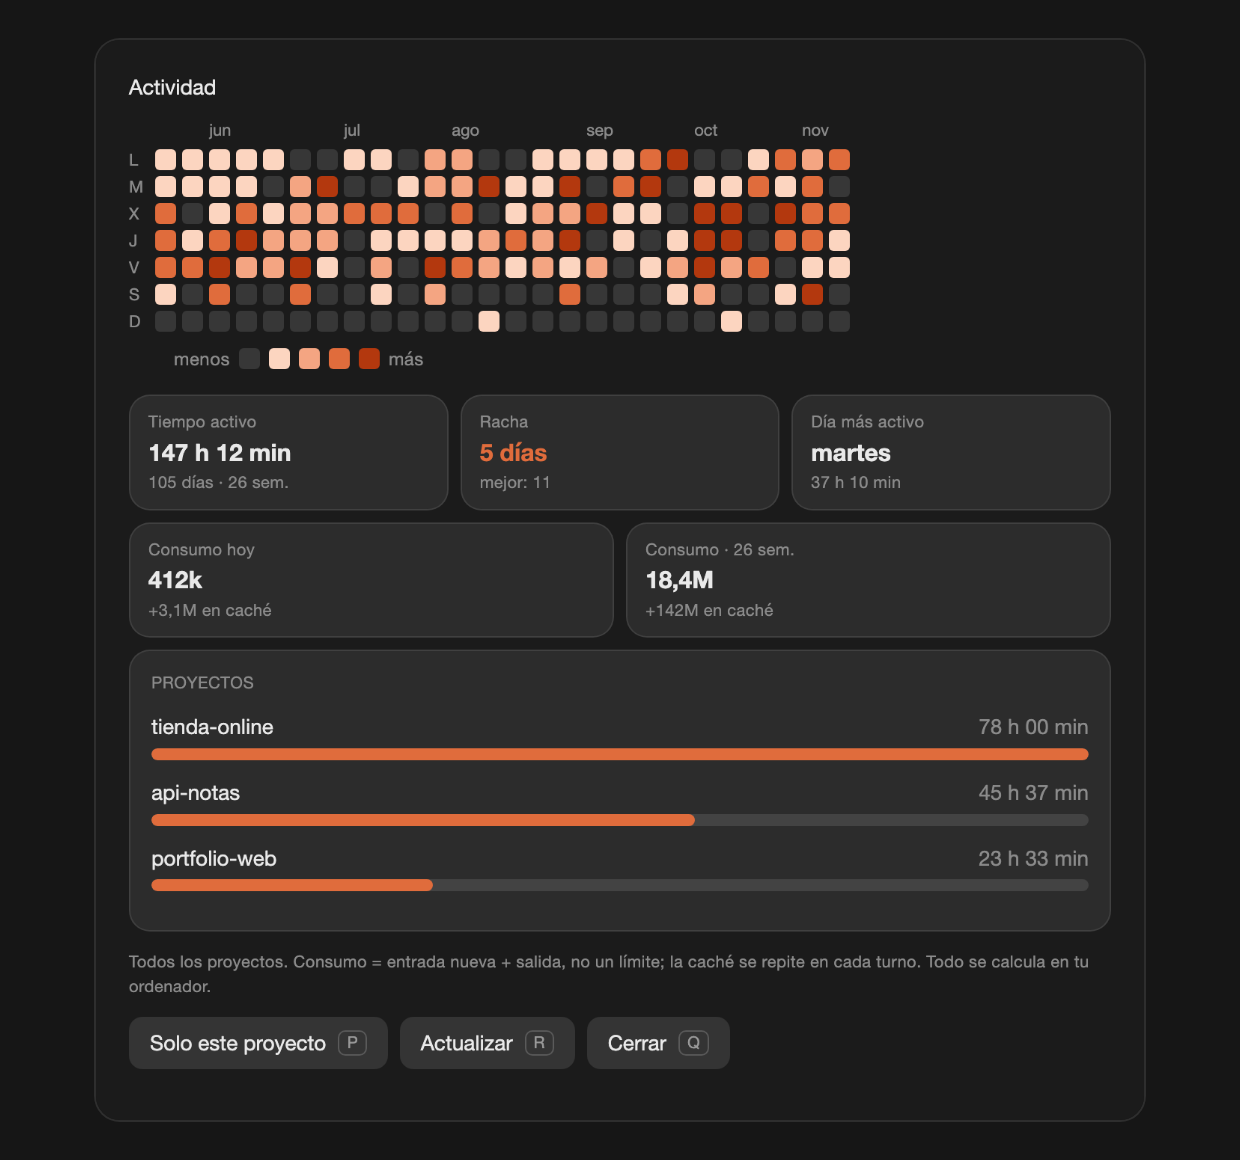 Actividad
jun jul ago sep oct nov
L
M
X
J
V
S
D
menos más
Tiempo activo
147 h 12 min
105 días · 26 sem.
Racha
5 días
mejor: 11
Día más activo
martes
37 h 10 min
Consumo hoy
412k
+3,1M en caché
Consumo · 26 sem.
18,4M
+142M en caché
PROYECTOS
tienda-online 78 h 00 min
api-notas 45 h 37 min
portfolio-web 23 h 33 min
Todos los proyectos. Consumo = entrada nueva + salida, no un límite; la caché se repite en cada turno. Todo se calcula en tu
ordenador.
Solo este proyecto P Actualizar R Cerrar Q